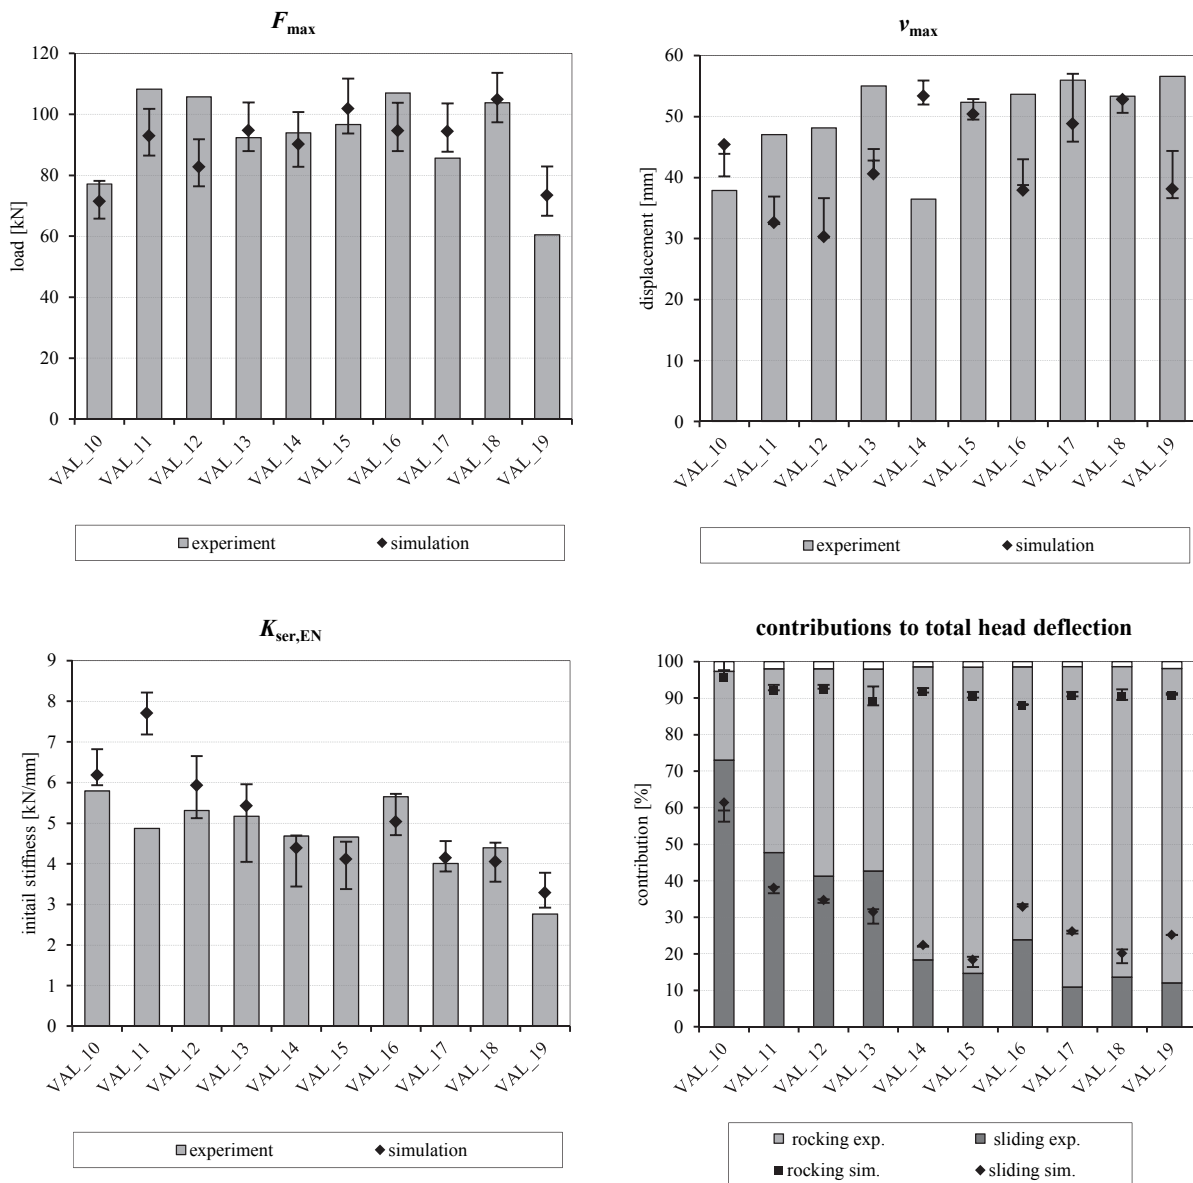 F_max
120
100
80
60
40
20
0
load [kN]
VAL_10
VAL_11
VAL_12
VAL_13
VAL_14
VAL_15
VAL_16
VAL_17
VAL_18
VAL_19
experiment simulation
v_max
60
50
40
30
20
10
0
displacement [mm]
VAL_10
VAL_11
VAL_12
VAL_13
VAL_14
VAL_15
VAL_16
VAL_17
VAL_18
VAL_19
experiment simulation
K_ser,EN
9
8
7
6
5
4
3
2
1
0
initail stiffness [kN/mm]
VAL_10
VAL_11
VAL_12
VAL_13
VAL_14
VAL_15
VAL_16
VAL_17
VAL_18
VAL_19
experiment simulation
contributions to total head deflection
100
90
80
70
60
50
40
30
20
10
0
contribution [%]
VAL_10
VAL_11
VAL_12
VAL_13
VAL_14
VAL_15
VAL_16
VAL_17
VAL_18
VAL_19
rocking exp. sliding exp.
rocking sim. sliding sim.